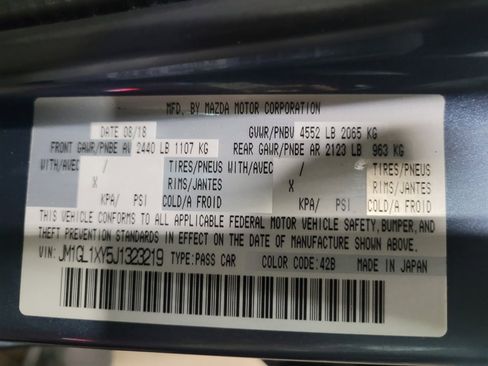 MFD. BY MAZDA MOTOR CORPORATION
DATE 08/18 GVWR/PNBV 4552 LB 2065 KG
FRONT GAWR/PNBE AV 2440 LB 1107 KG REAR GAWR/PNBE AR 2123 LB 963 KG
WITH/AVEC TIRES/PNEUS WITH/AVEC TIRES/PNEUS
X RIMS/JANTES X RIMS/JANTES
KPA/ PSI COLD/A FROID KPA/ PSI COLD/A FROID
THIS VEHICLE CONFORMS TO ALL APPLICABLE FEDERAL MOTOR VEHICLE SAFETY, BUMPER, AND
THEFT PREVENTION STANDARDS IN EFFECT ON THE DATE OF MANUFACTURE SHOWN ABOVE.
VIN: JM1GL1XY5J1323219 TYPE:PASS CAR COLOR CODE:42B MADE IN JAPAN